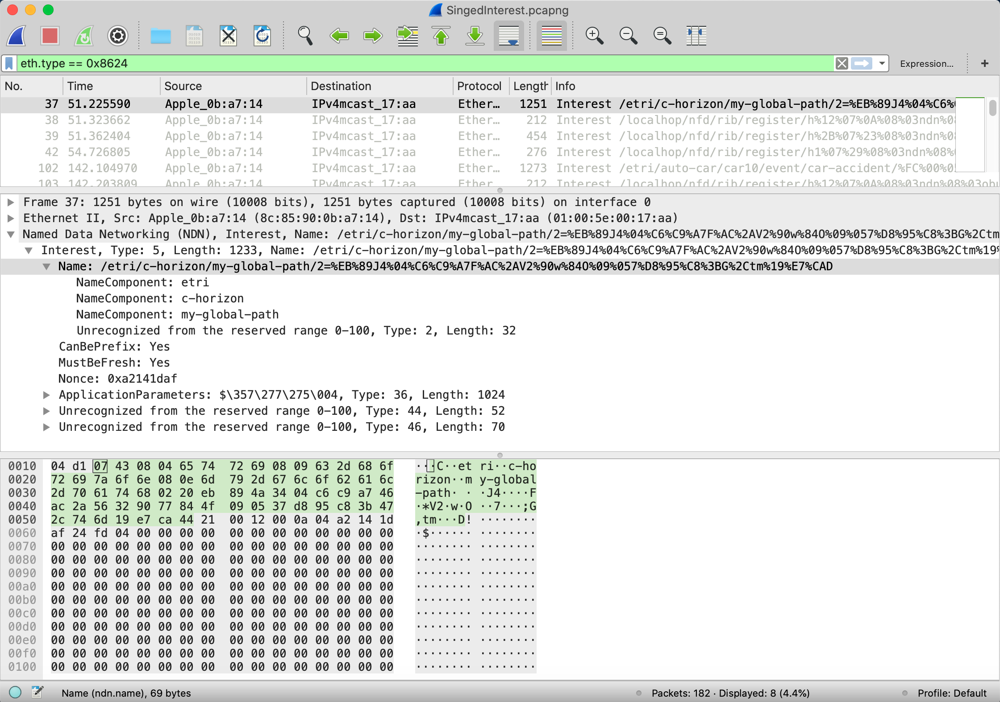 SingedInterest.pcapng
eth.type == 0x8624
Expression...
+
No. Time Source Destination Protocol Length Info
37 51.225590 Apple_0b:a7:14 IPv4mcast_17:aa Ether… 1251 Interest /etri/c-horizon/my-global-path/2=%EB%89J4%04%C6%
38 51.323662 Apple_0b:a7:14 IPv4mcast_17:aa Ether… 212 Interest /localhop/nfd/rib/register/h%12%07%0A%08%03ndn%0
39 51.362404 Apple_0b:a7:14 IPv4mcast_17:aa Ether… 454 Interest /localhop/nfd/rib/register/h%2B%07%23%08%03ndn%0
42 54.726805 Apple_0b:a7:14 IPv4mcast_17:aa Ether… 276 Interest /localhop/nfd/rib/register/h1%07%29%08%03ndn%08%
102 142.104970 Apple_0b:a7:14 IPv4mcast_17:aa Ether… 1273 Interest /etri/auto-car/car10/event/car-accident/%FC%00%0
103 142.203809 Apple_0b:a7:14 IPv4mcast_17:aa Ether 212 Interest /localhop/nfd/rib/register/h%12%07%0A%08%03ndn%08%03obu
Frame 37: 1251 bytes on wire (10008 bits), 1251 bytes captured (10008 bits) on interface 0
Ethernet II, Src: Apple_0b:a7:14 (8c:85:90:0b:a7:14), Dst: IPv4mcast_17:aa (01:00:5e:00:17:aa)
Named Data Networking (NDN), Interest, Name: /etri/c-horizon/my-global-path/2=%EB%89J4%04%C6%C9%A7F%AC%2AV2%90w%84O%09%057%D8%95%C8%3BG%2Ctm
Interest, Type: 5, Length: 1233, Name: /etri/c-horizon/my-global-path/2=%EB%89J4%04%C6%C9%A7F%AC%2AV2%90w%84O%09%057%D8%95%C8%3BG%2Ctm%19%
Name: /etri/c-horizon/my-global-path/2=%EB%89J4%04%C6%C9%A7F%AC%2AV2%90w%84O%09%057%D8%95%C8%3BG%2Ctm%19%E7%CAD
NameComponent: etri
NameComponent: c-horizon
NameComponent: my-global-path
Unrecognized from the reserved range 0-100, Type: 2, Length: 32
CanBePrefix: Yes
MustBeFresh: Yes
Nonce: 0xa2141daf
ApplicationParameters: $\357\277\275\004, Type: 36, Length: 1024
Unrecognized from the reserved range 0-100, Type: 44, Length: 52
Unrecognized from the reserved range 0-100, Type: 46, Length: 70
0010 04 d1 07 43 08 04 65 74 72 69 08 09 63 2d 68 6f ···C··et ri··c-ho
0020 72 69 7a 6f 6e 08 0e 6d 79 2d 67 6c 6f 62 61 6c rizon··m y-global
0030 2d 70 61 74 68 02 20 eb 89 4a 34 04 c6 c9 a7 46 -path· · ·J4····F
0040 ac 2a 56 32 90 77 84 4f 09 05 37 d8 95 c8 3b 47 ·*V2·w·O ··7···;G
0050 2c 74 6d 19 e7 ca 44 21 00 12 00 0a 04 a2 14 1d ,tm···D! ········
0060 af 24 fd 04 00 00 00 00 00 00 00 00 00 00 00 00 ·$······ ········
0070 00 00 00 00 00 00 00 00 00 00 00 00 00 00 00 00 ········ ········
0080 00 00 00 00 00 00 00 00 00 00 00 00 00 00 00 00 ········ ········
0090 00 00 00 00 00 00 00 00 00 00 00 00 00 00 00 00 ········ ········
00a0 00 00 00 00 00 00 00 00 00 00 00 00 00 00 00 00 ········ ········
00b0 00 00 00 00 00 00 00 00 00 00 00 00 00 00 00 00 ········ ········
00c0 00 00 00 00 00 00 00 00 00 00 00 00 00 00 00 00 ········ ········
00d0 00 00 00 00 00 00 00 00 00 00 00 00 00 00 00 00 ········ ········
00e0 00 00 00 00 00 00 00 00 00 00 00 00 00 00 00 00 ········ ········
00f0 00 00 00 00 00 00 00 00 00 00 00 00 00 00 00 00 ········ ········
0100 00 00 00 00 00 00 00 00 00 00 00 00 00 00 00 00 ········ ········
Name (ndn.name), 69 bytes
Packets: 182 · Displayed: 8 (4.4%)
Profile: Default